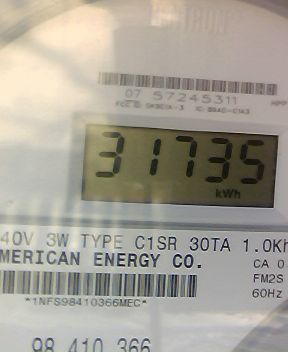 07 57245311
31735
kWh
40V 3W TYPE C1SR 30TA 1.0Kh
MERICAN ENERGY CO.
CA 0
FM2S
60Hz
*1NFS98410366MEC*
98 410 366